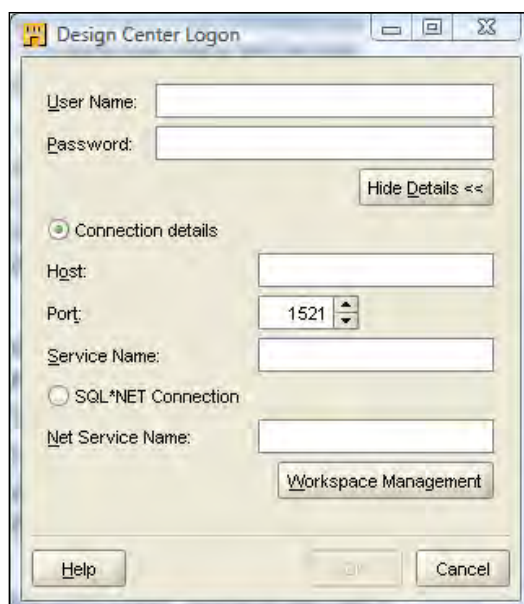 Design Center Logon
User Name:
Password:
Hide Details <<
Connection details
Host:
Port: 1521
Service Name:
SQL*NET Connection
Net Service Name:
Workspace Management
Help Cancel